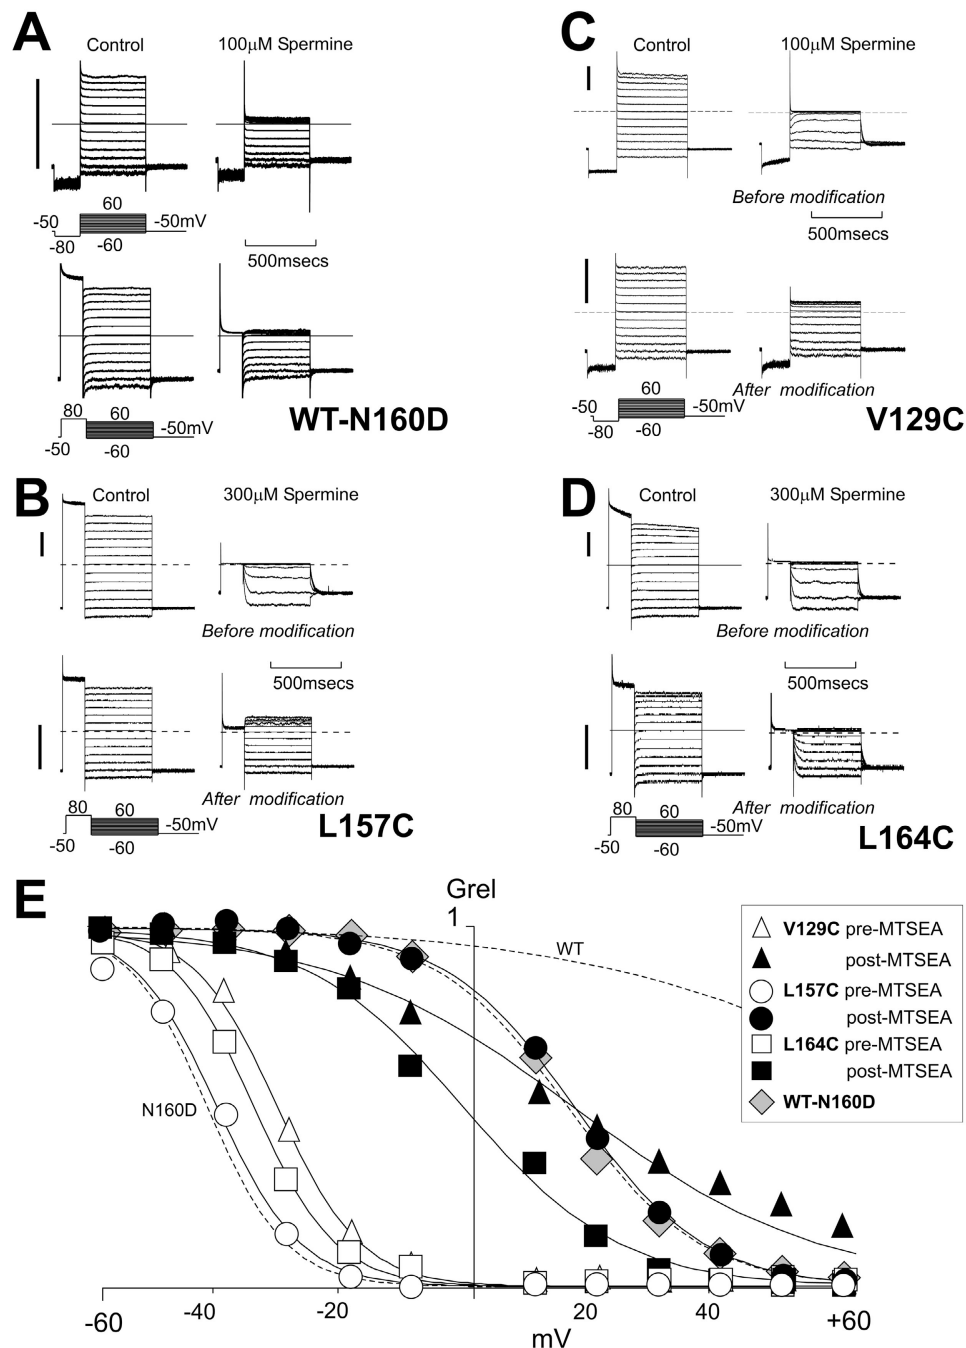 A
Control
100μM Spermine
60
-50
-50mV
-80
-60
500msecs
80
60
-50mV
-50
-60
WT-N160D
C
Control
100μM Spermine
Before modification
500msecs
After modification
60
-50
-50mV
-80
-60
V129C
B
Control
300μM Spermine
Before modification
500msecs
After modification
80
60
-50mV
-50
-60
L157C
D
Control
300μM Spermine
Before modification
500msecs
After modification
80
60
-50mV
-50
-60
L164C
E
Grel
1
WT
N160D
V129C pre-MTSEA
post-MTSEA
L157C pre-MTSEA
post-MTSEA
L164C pre-MTSEA
post-MTSEA
WT-N160D
-60
-40
-20
20
40
+60
mV